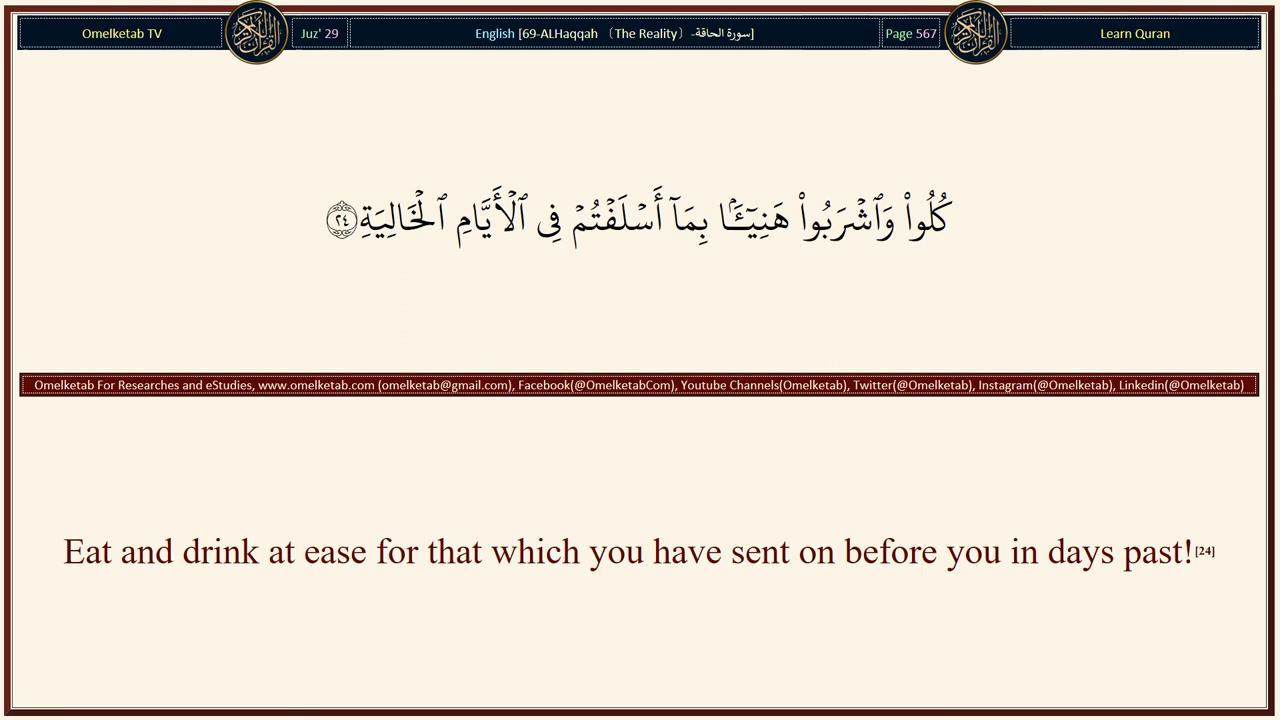 Omelketab TV
Juz' 29
English [69-ALHaqqah （The Reality） -سورة الحاقة]
Page 567
Learn Quran
كُلُوا۟ وَٱشْرَبُوا۟ هَنِيٓـَٔۢا بِمَآ أَسْلَفْتُمْ فِى ٱلْأَيَّامِ ٱلْخَالِيَةِ ٢٤
Omelketab For Researches and eStudies, www.omelketab.com (omelketab@gmail.com), Facebook(@OmelketabCom), Youtube Channels(Omelketab), Twitter(@Omelketab), Instagram(@Omelketab), Linkedin(@Omelketab)
Eat and drink at ease for that which you have sent on before you in days past![24]